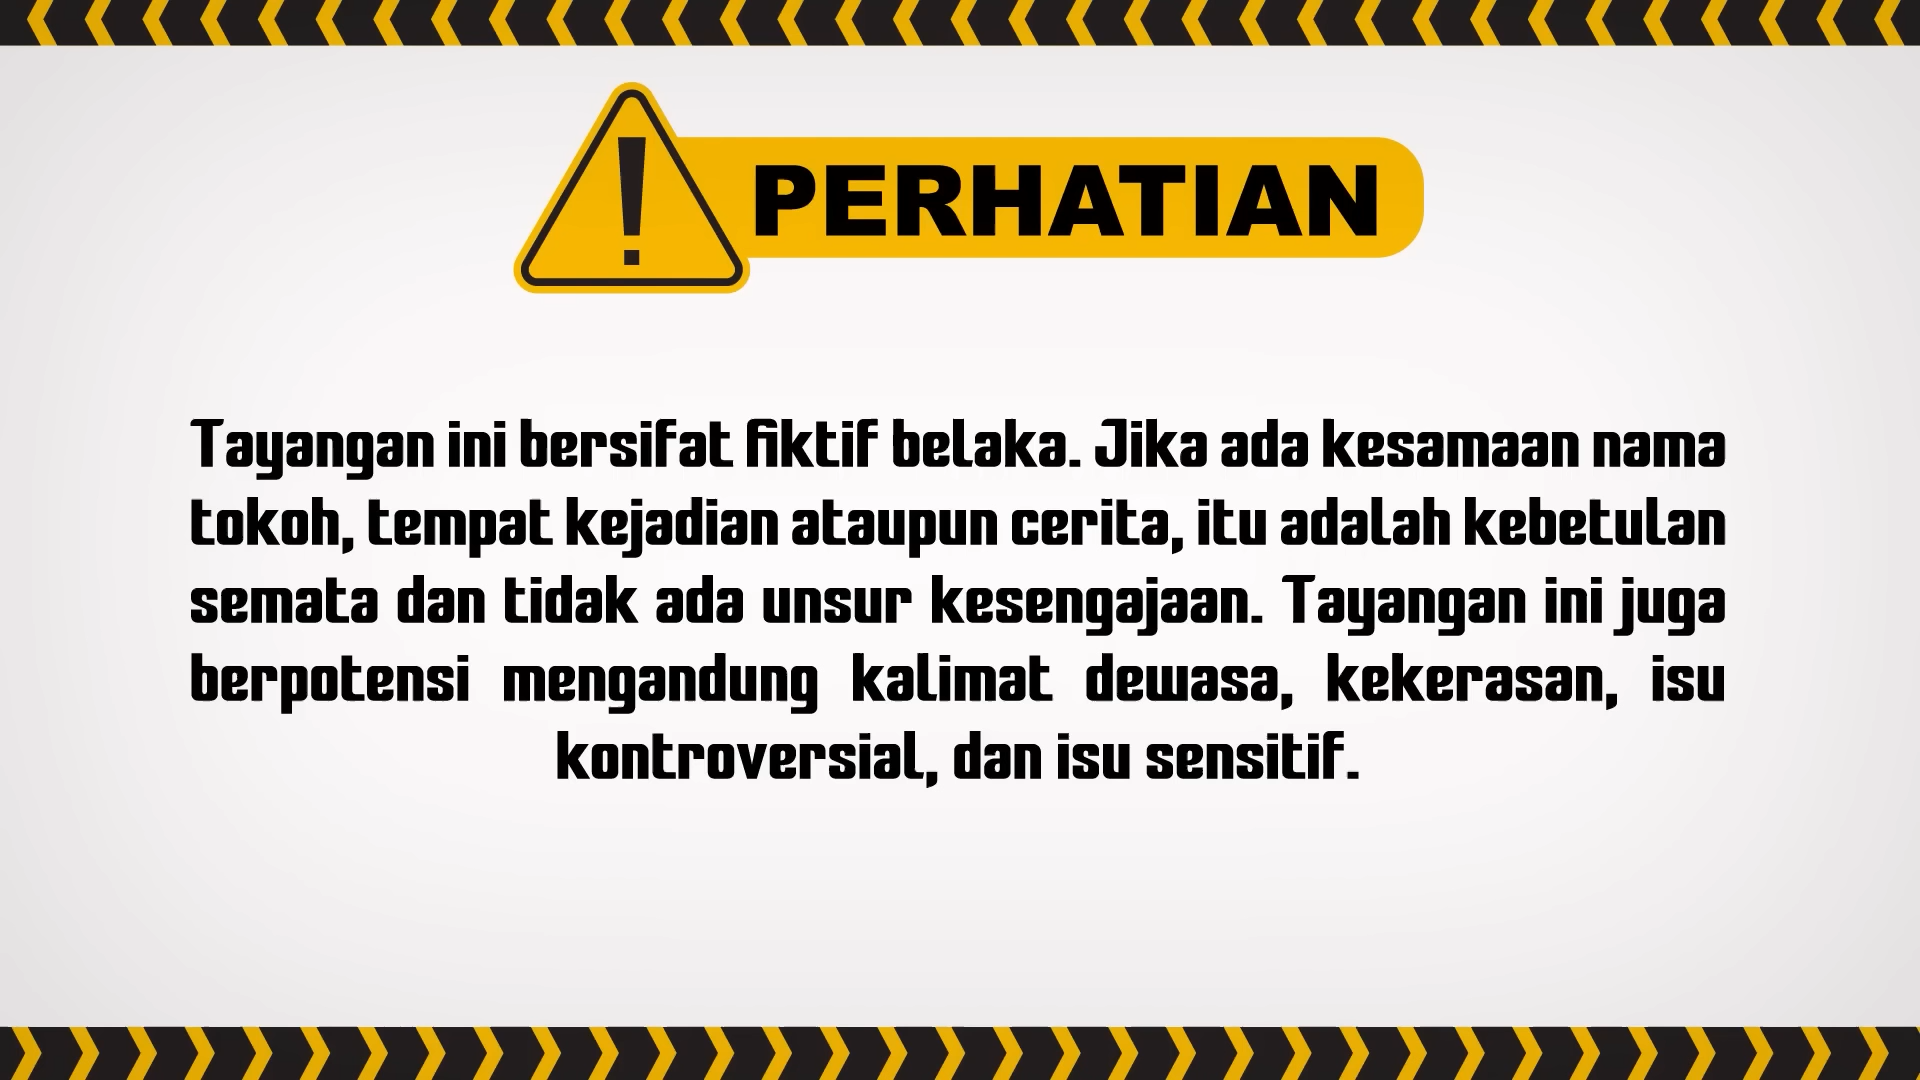 PERHATIAN
Tayangan ini bersifat fiktif belaka. Jika ada kesamaan nama
tokoh, tempat kejadian ataupun cerita, itu adalah kebetulan
semata dan tidak ada unsur kesengajaan. Tayangan ini juga
berpotensi mengandung kalimat dewasa, kekerasan, isu
kontroversial, dan isu sensitif.